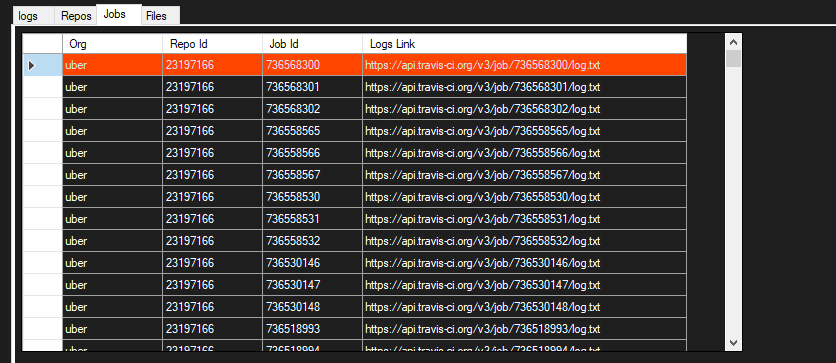 logs Repos Jobs Files
Org Repo Id Job Id Logs Link
uber 23197166 736568300 https://api.travis-ci.org/v3/job/736568300/log.txt
uber 23197166 736568301 https://api.travis-ci.org/v3/job/736568301/log.txt
uber 23197166 736568302 https://api.travis-ci.org/v3/job/736568302/log.txt
uber 23197166 736558565 https://api.travis-ci.org/v3/job/736558565/log.txt
uber 23197166 736558566 https://api.travis-ci.org/v3/job/736558566/log.txt
uber 23197166 736558567 https://api.travis-ci.org/v3/job/736558567/log.txt
uber 23197166 736558530 https://api.travis-ci.org/v3/job/736558530/log.txt
uber 23197166 736558531 https://api.travis-ci.org/v3/job/736558531/log.txt
uber 23197166 736558532 https://api.travis-ci.org/v3/job/736558532/log.txt
uber 23197166 736530146 https://api.travis-ci.org/v3/job/736530146/log.txt
uber 23197166 736530147 https://api.travis-ci.org/v3/job/736530147/log.txt
uber 23197166 736530148 https://api.travis-ci.org/v3/job/736530148/log.txt
uber 23197166 736518993 https://api.travis-ci.org/v3/job/736518993/log.txt
uber 23197166 736518994 https://api.travis-ci.org/v3/job/736518994/log.txt